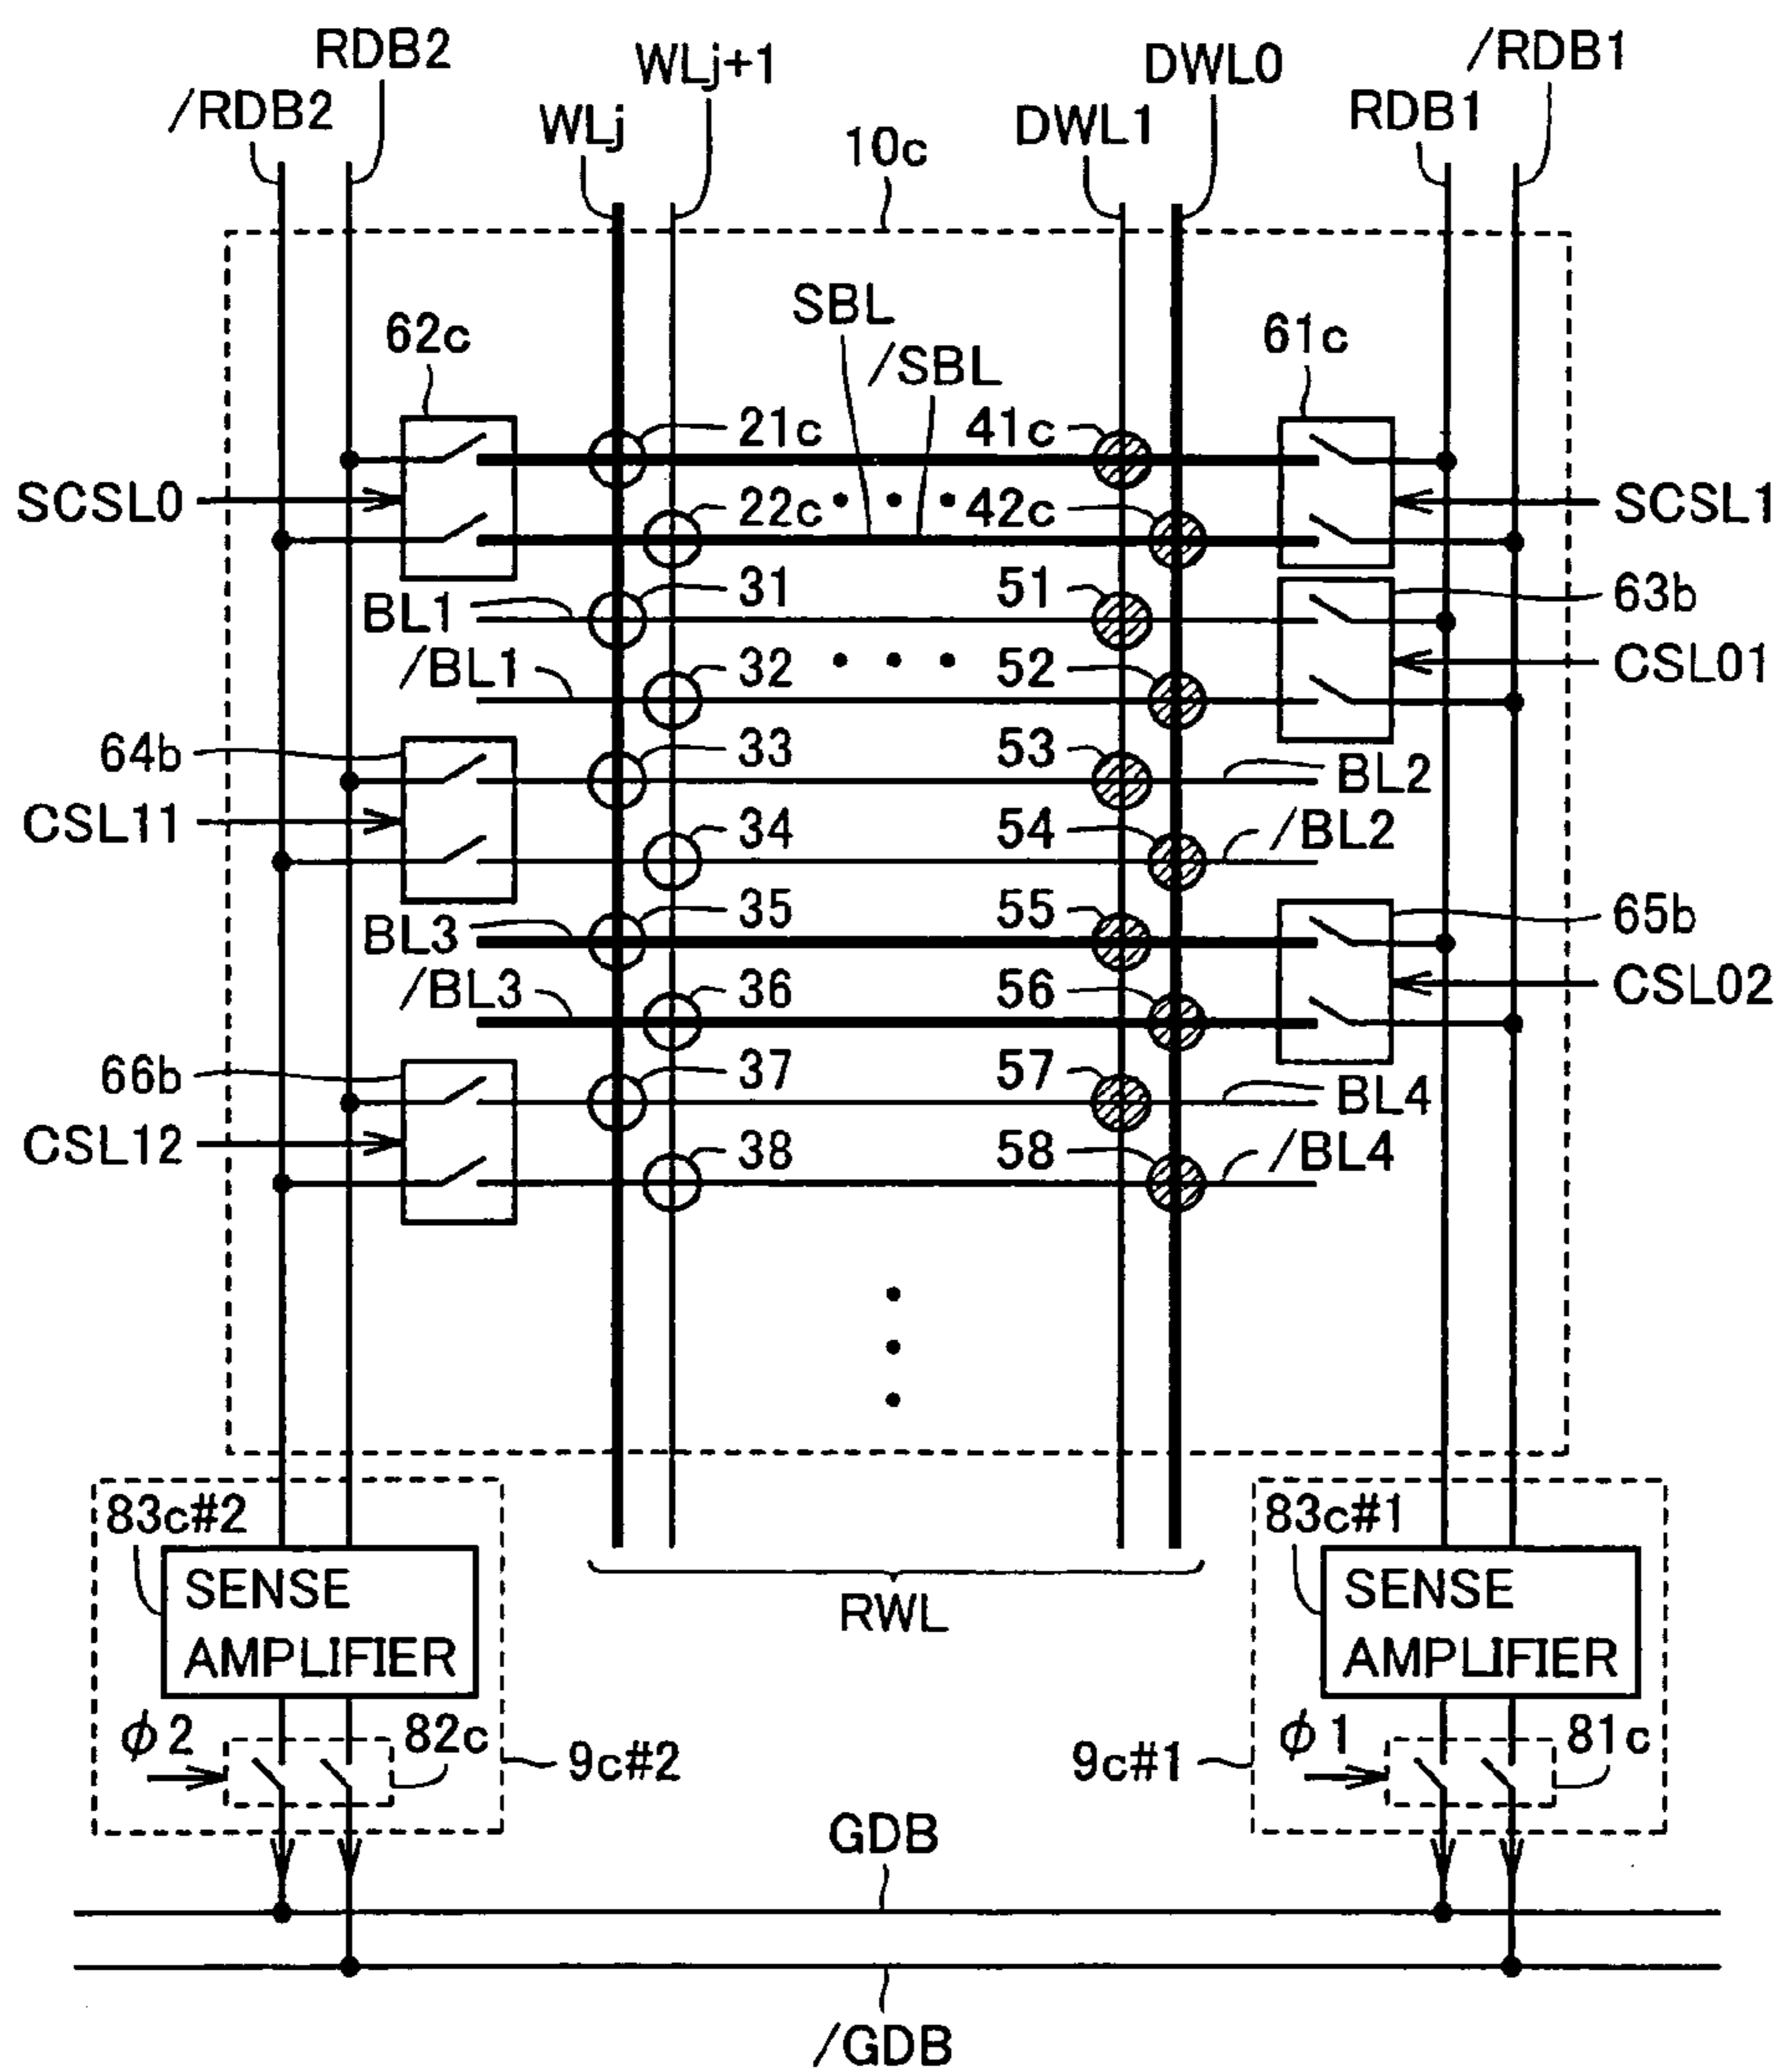 RDB2
/RDB2
WLj+1
WLj
10c
DWL0
DWL1
/RDB1
RDB1
SBL
/SBL
62c
61c
21c
41c
SCSL0
22c
42c
SCSL1
BL1
31
51
63b
/BL1
32
52
CSL01
64b
33
53
BL2
CSL11
34
54
/BL2
BL3
35
55
65b
/BL3
36
56
CSL02
66b
37
57
BL4
CSL12
38
58
/BL4
83c#2
SENSE
AMPLIFIER
RWL
83c#1
SENSE
AMPLIFIER
φ2
82c
9c#2
9c#1
φ1
81c
GDB
/GDB